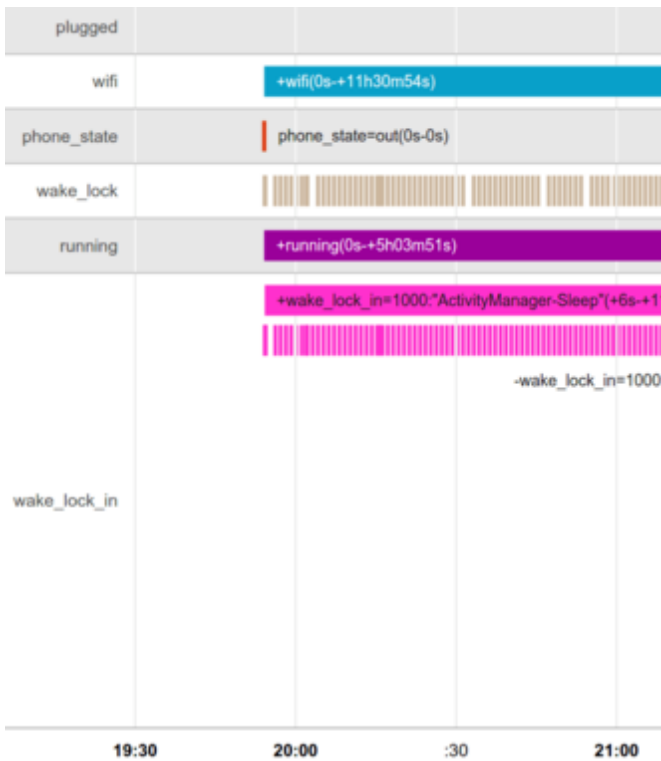 plugged
wifi
+wifi(0s-+11h30m54s)
phone_state
phone_state=out(0s-0s)
wake_lock
running
+running(0s-+5h03m51s)
+wake_lock_in=1000:"ActivityManager-Sleep"(+6s-+1
-wake_lock_in=1000
wake_lock_in
19:30 20:00 :30 21:00